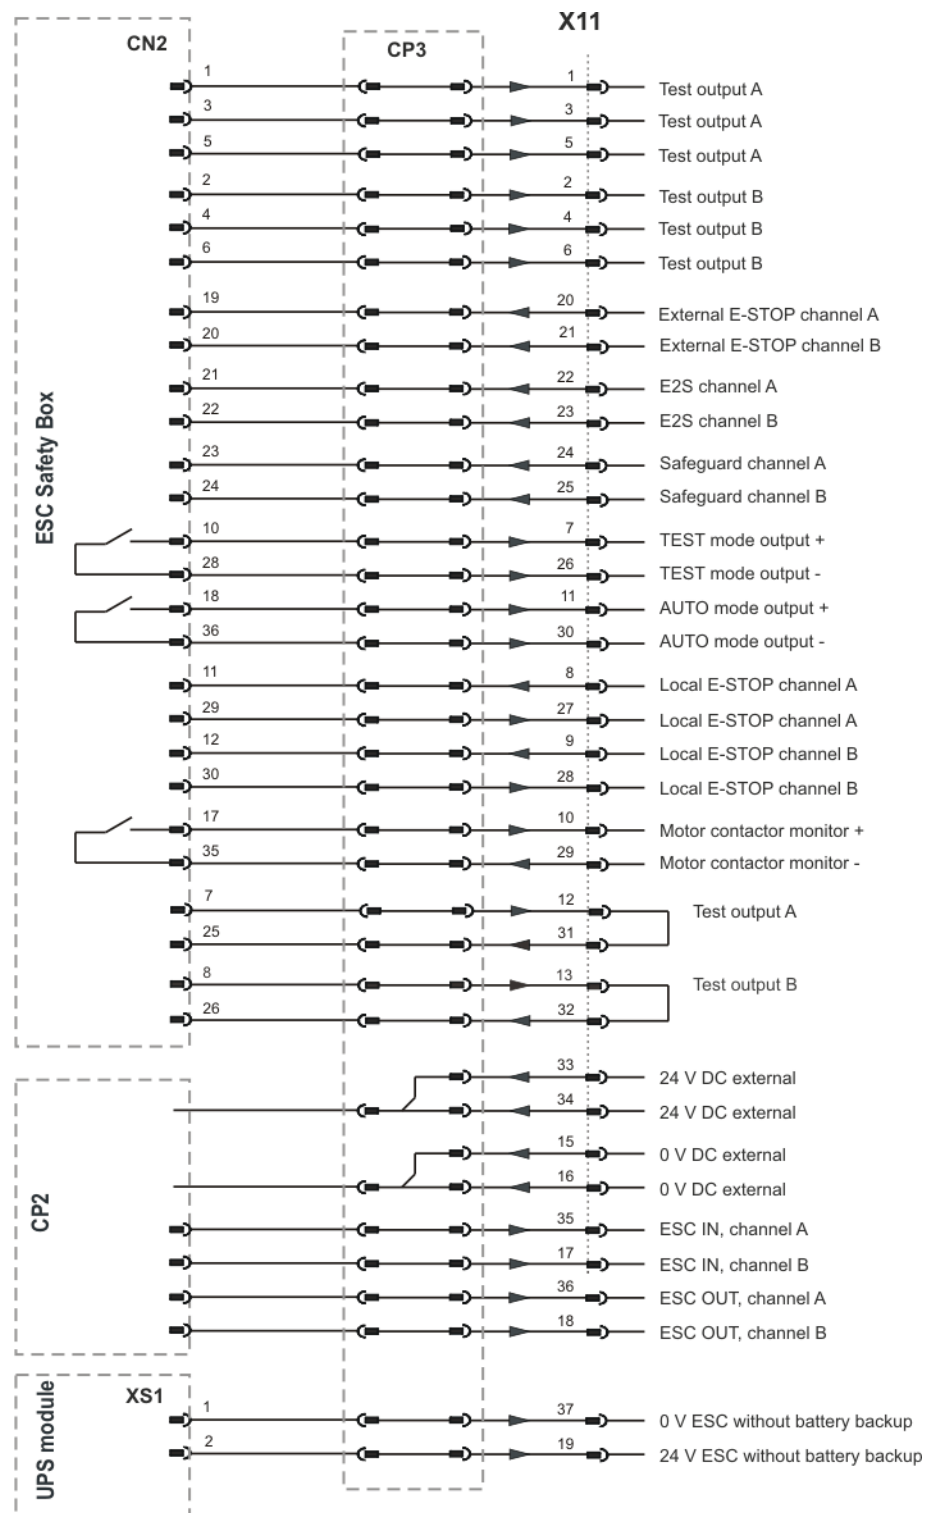 X11
CN2
CP3
1 1 Test output A
3 3 Test output A
5 5 Test output A
2 2 Test output B
4 4 Test output B
6 6 Test output B
19 20 External E-STOP channel A
20 21 External E-STOP channel B
21 22 E2S channel A
22 23 E2S channel B
23 24 Safeguard channel A
24 25 Safeguard channel B
ESC Safety Box
10 7 TEST mode output +
28 26 TEST mode output -
18 11 AUTO mode output +
36 30 AUTO mode output -
11 8 Local E-STOP channel A
29 27 Local E-STOP channel A
12 9 Local E-STOP channel B
30 28 Local E-STOP channel B
17 10 Motor contactor monitor +
35 29 Motor contactor monitor -
7 12 Test output A
25 31
8 13 Test output B
26 32
33 24 V DC external
34 24 V DC external
15 0 V DC external
16 0 V DC external
CP2
35 ESC IN, channel A
17 ESC IN, channel B
36 ESC OUT, channel A
18 ESC OUT, channel B
UPS module
XS1
1 37 0 V ESC without battery backup
2 19 24 V ESC without battery backup